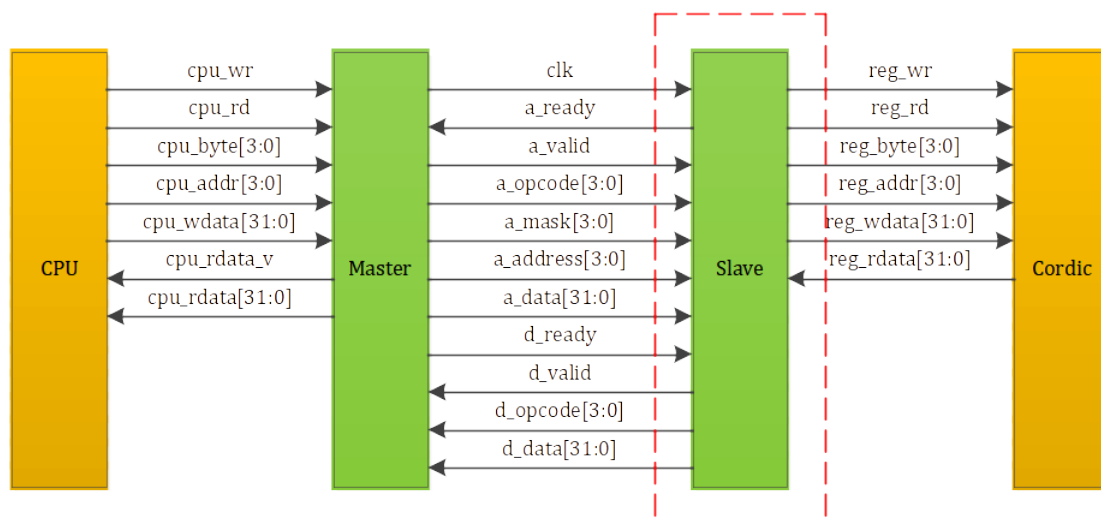 cpu_wr
clk
reg_wr
cpu_rd
a_ready
reg_rd
cpu_byte[3:0]
a_valid
reg_byte[3:0]
cpu_addr[3:0]
a_opcode[3:0]
reg_addr[3:0]
cpu_wdata[31:0]
a_mask[3:0]
reg_wdata[31:0]
CPU
cpu_rdata_v
Master
a_address[3:0]
Slave
reg_rdata[31:0]
Cordic
cpu_rdata[31:0]
a_data[31:0]
d_ready
d_valid
d_opcode[3:0]
d_data[31:0]